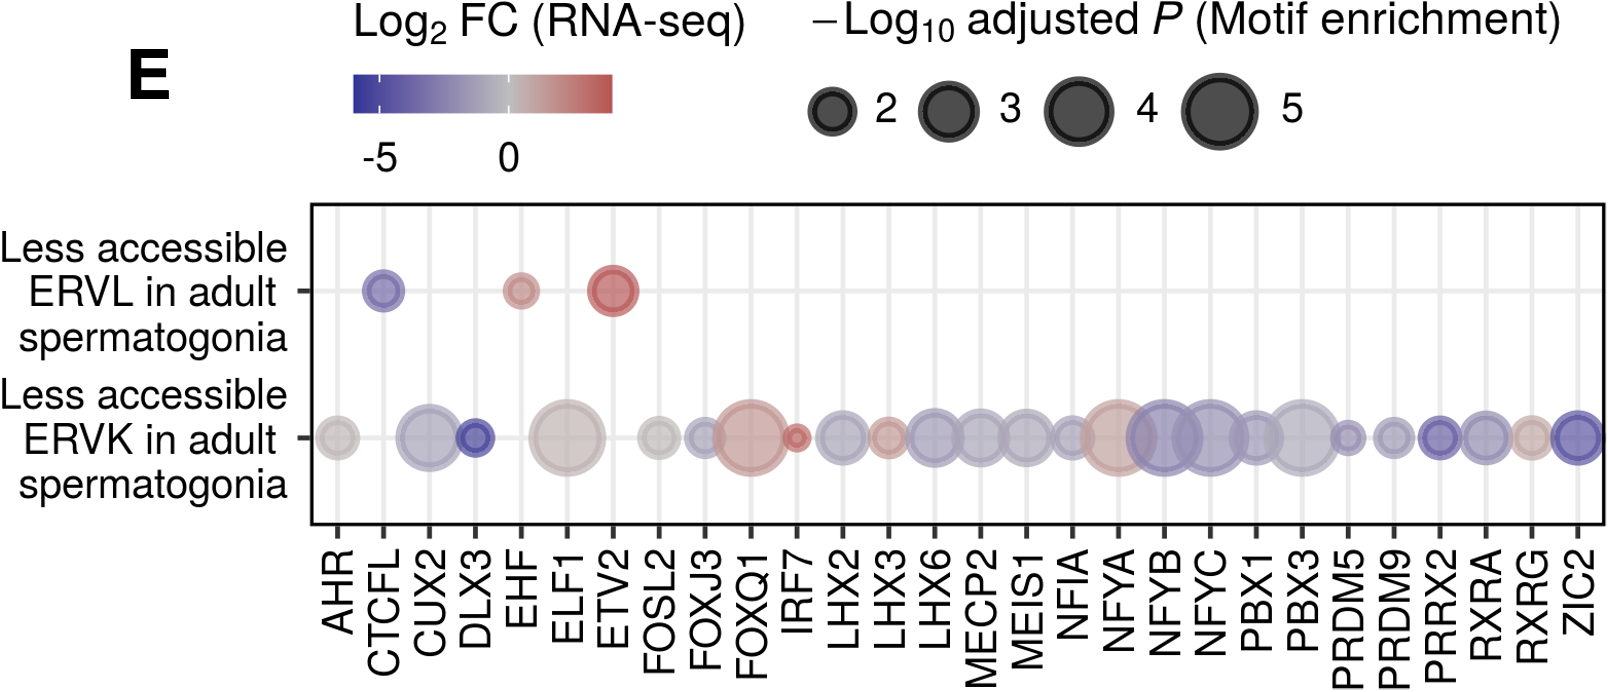 E
Log2 FC (RNA-seq)
-5 0
−Log10 adjusted P (Motif enrichment)
2 3 4 5
Less accessible
ERVL in adult
spermatogonia
Less accessible
ERVK in adult
spermatogonia
AHR
CTCFL
CUX2
DLX3
EHF
ELF1
ETV2
FOSL2
FOXJ3
FOXQ1
IRF7
LHX2
LHX3
LHX6
MECP2
MEIS1
NFIA
NFYA
NFYB
NFYC
PBX1
PBX3
PRDM5
PRDM9
PRRX2
RXRA
RXRG
ZIC2